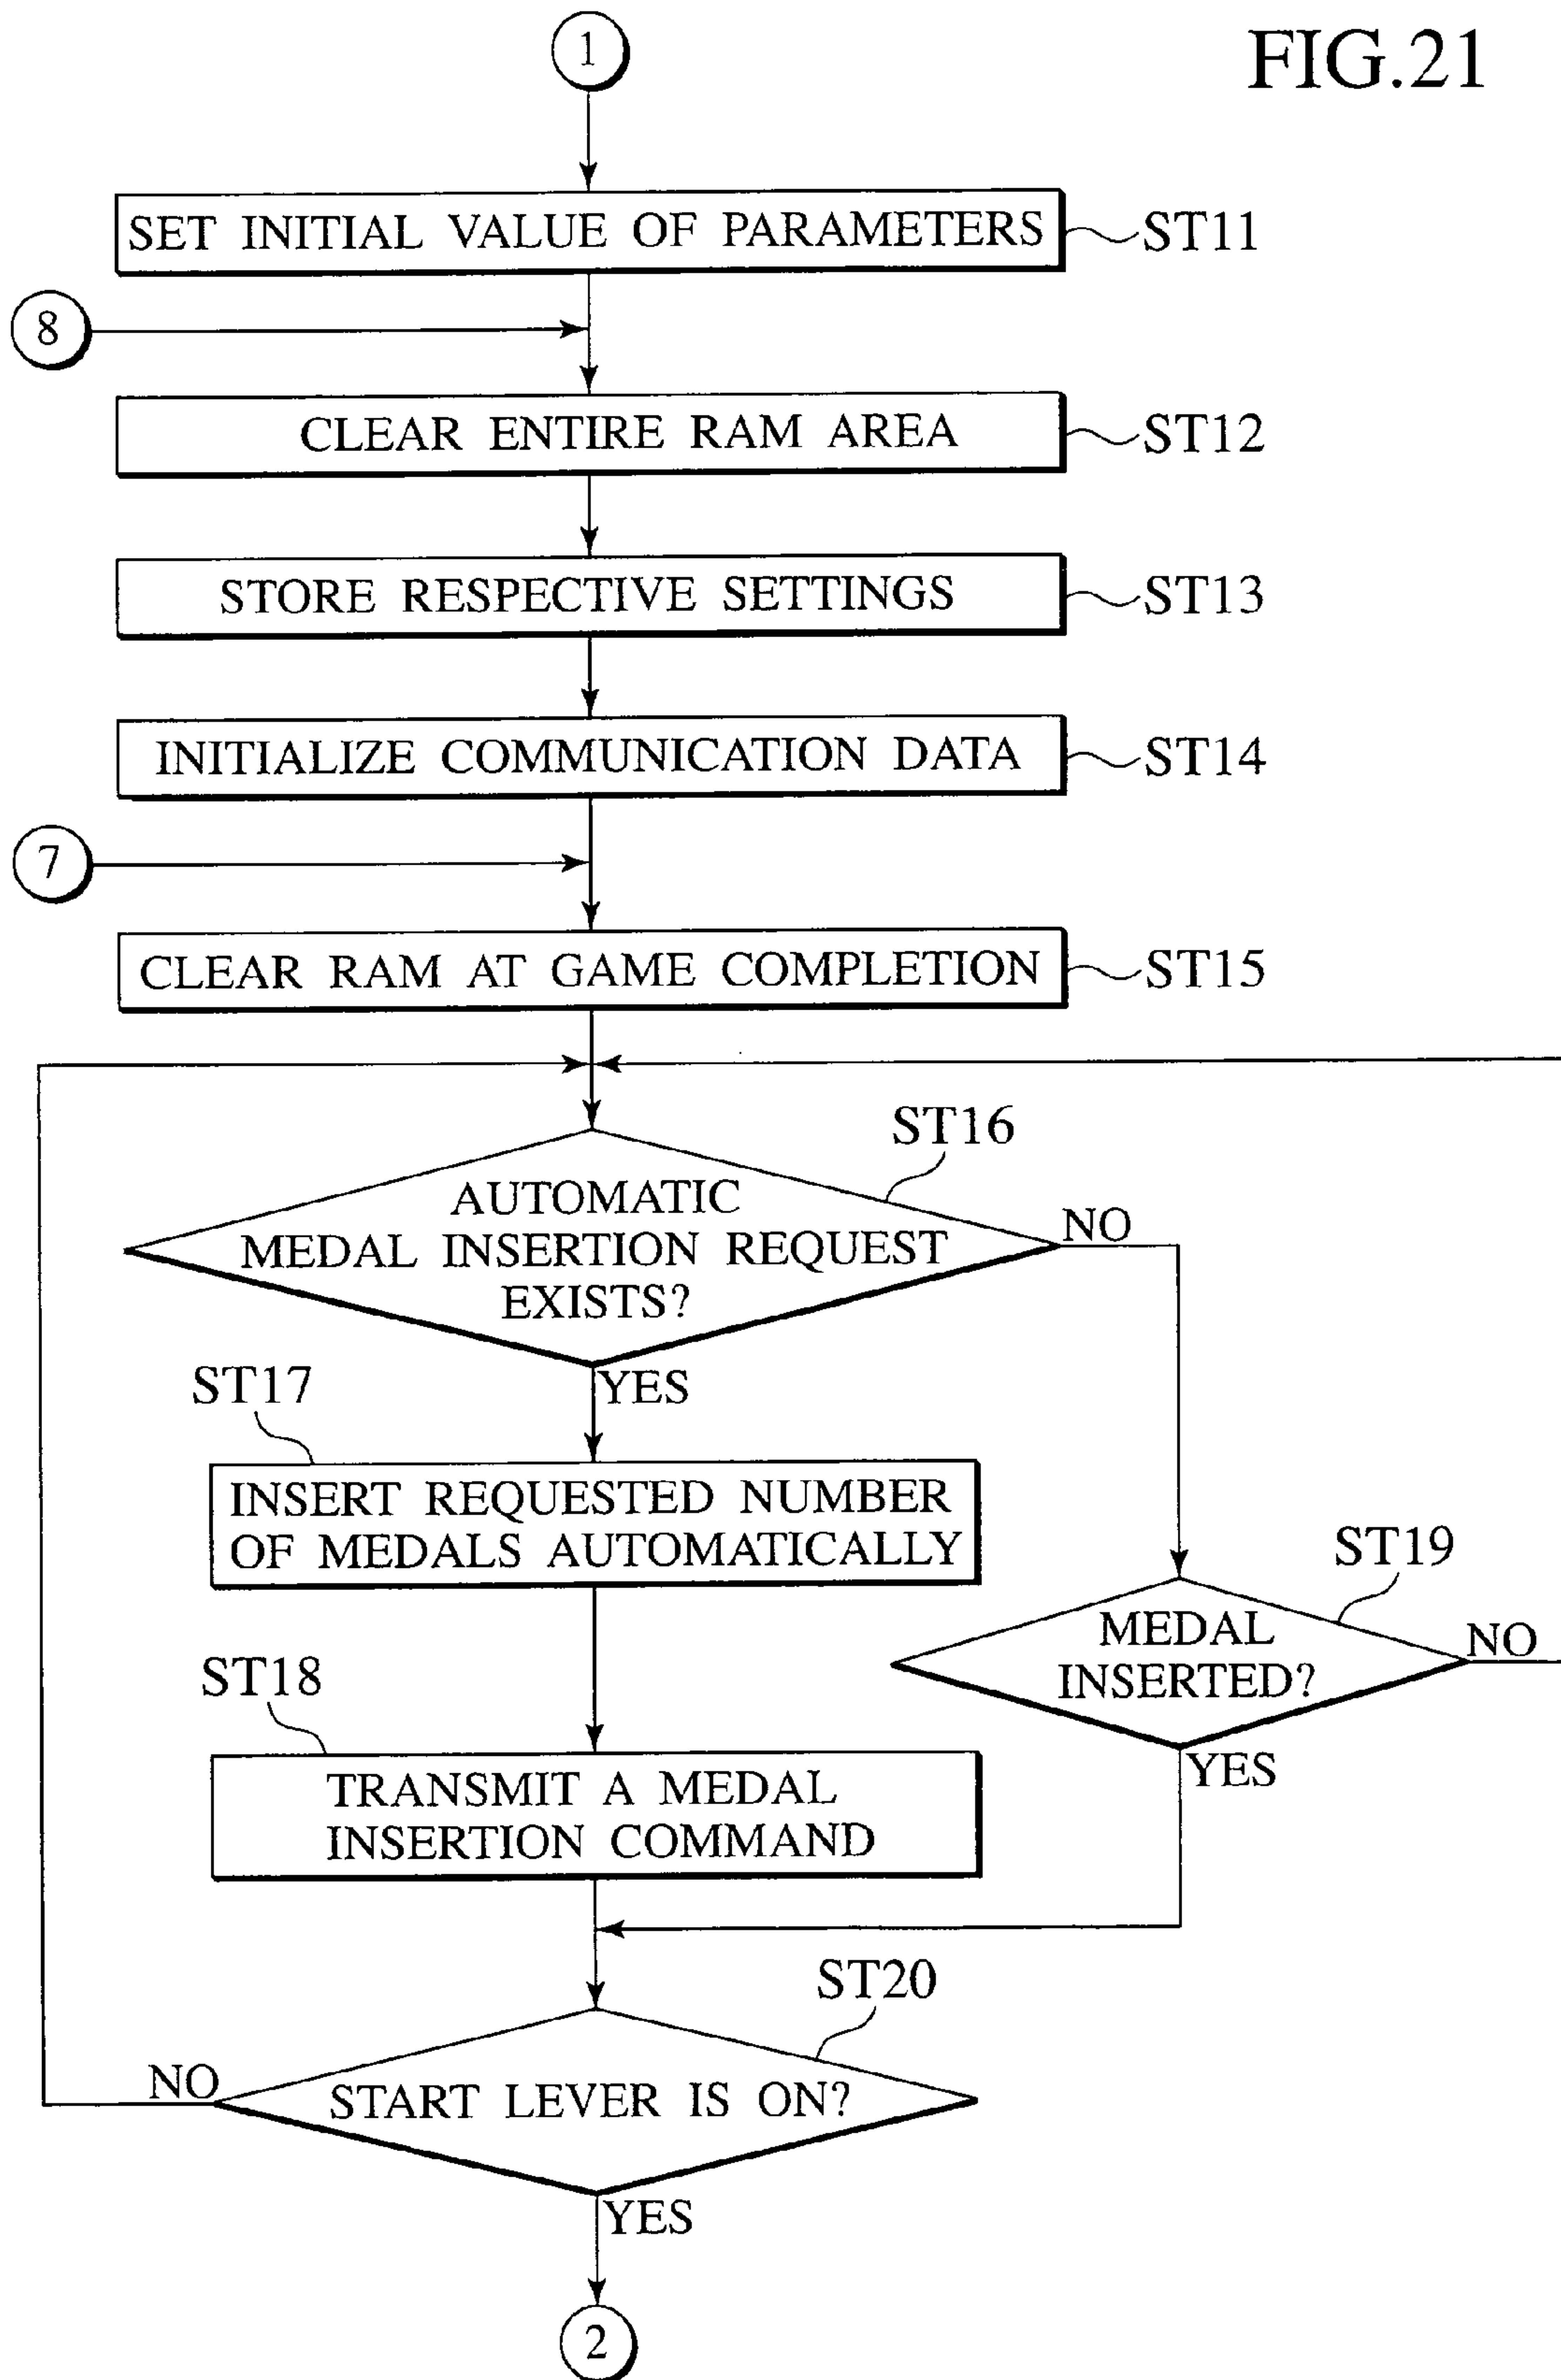 FIG.21
1
SET INITIAL VALUE OF PARAMETERS
ST11
8
CLEAR ENTIRE RAM AREA
ST12
STORE RESPECTIVE SETTINGS
ST13
INITIALIZE COMMUNICATION DATA
ST14
7
CLEAR RAM AT GAME COMPLETION
ST15
ST16
AUTOMATIC
MEDAL INSERTION REQUEST
EXISTS?
NO
YES
ST17
INSERT REQUESTED NUMBER
OF MEDALS AUTOMATICALLY
ST19
MEDAL
INSERTED?
NO
YES
ST18
TRANSMIT A MEDAL
INSERTION COMMAND
ST20
START LEVER IS ON?
NO
YES
2